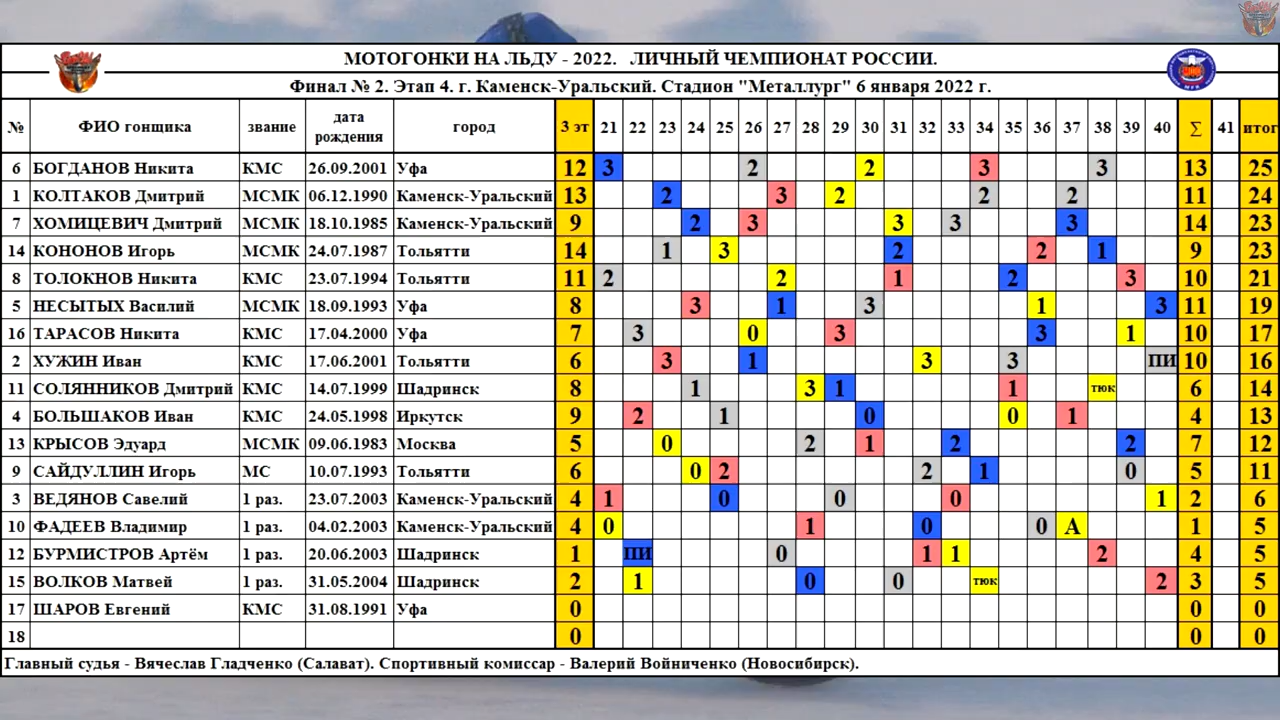 МОТОГОНКИ НА ЛЬДУ - 2022. ЛИЧНЫЙ ЧЕМПИОНАТ РОССИИ.
Финал № 2. Этап 4. г. Каменск-Уральский. Стадион "Металлург" 6 января 2022 г.
№ ФИО гонщика звание дата рождения город 3 эт 21 22 23 24 25 26 27 28 29 30 31 32 33 34 35 36 37 38 39 40 ∑ 41 итог
6 БОГДАНОВ Никита КМС 26.09.2001 Уфа 12 3 2 2 3 3 13 25
1 КОЛТАКОВ Дмитрий МСМК 06.12.1990 Каменск-Уральский 13 2 3 2 2 2 11 24
7 ХОМИЦЕВИЧ Дмитрий МСМК 18.10.1985 Каменск-Уральский 9 2 3 3 3 3 14 23
14 КОНОНОВ Игорь МСМК 24.07.1987 Тольятти 14 1 3 2 2 1 9 23
8 ТОЛОКНОВ Никита КМС 23.07.1994 Тольятти 11 2 2 1 2 3 10 21
5 НЕСЫТЫХ Василий МСМК 18.09.1993 Уфа 8 3 1 3 1 3 11 19
16 ТАРАСОВ Никита КМС 17.04.2000 Уфа 7 3 0 3 3 1 10 17
2 ХУЖИН Иван КМС 17.06.2001 Тольятти 6 3 1 3 3 ПИ 10 16
11 СОЛЯННИКОВ Дмитрий КМС 14.07.1999 Шадринск 8 1 3 1 1 тюк 6 14
4 БОЛЬШАКОВ Иван КМС 24.05.1998 Иркутск 9 2 1 0 0 1 4 13
13 КРЫСОВ Эдуард МСМК 09.06.1983 Москва 5 0 2 1 2 2 7 12
9 САЙДУЛЛИН Игорь МС 10.07.1993 Тольятти 6 0 2 2 1 0 5 11
3 ВЕДЯНОВ Савелий 1 раз. 23.07.2003 Каменск-Уральский 4 1 0 0 0 1 2 6
10 ФАДЕЕВ Владимир 1 раз. 04.02.2003 Каменск-Уральский 4 0 1 0 0 А 1 5
12 БУРМИСТРОВ Артём 1 раз. 20.06.2003 Шадринск 1 ПИ 0 1 1 2 4 5
15 ВОЛКОВ Матвей 1 раз. 31.05.2004 Шадринск 2 1 0 0 тюк 2 3 5
17 ШАРОВ Евгений КМС 31.08.1991 Уфа 0 0 0
18 0 0 0
Главный судья - Вячеслав Гладченко (Салават). Спортивный комиссар - Валерий Войниченко (Новосибирск).